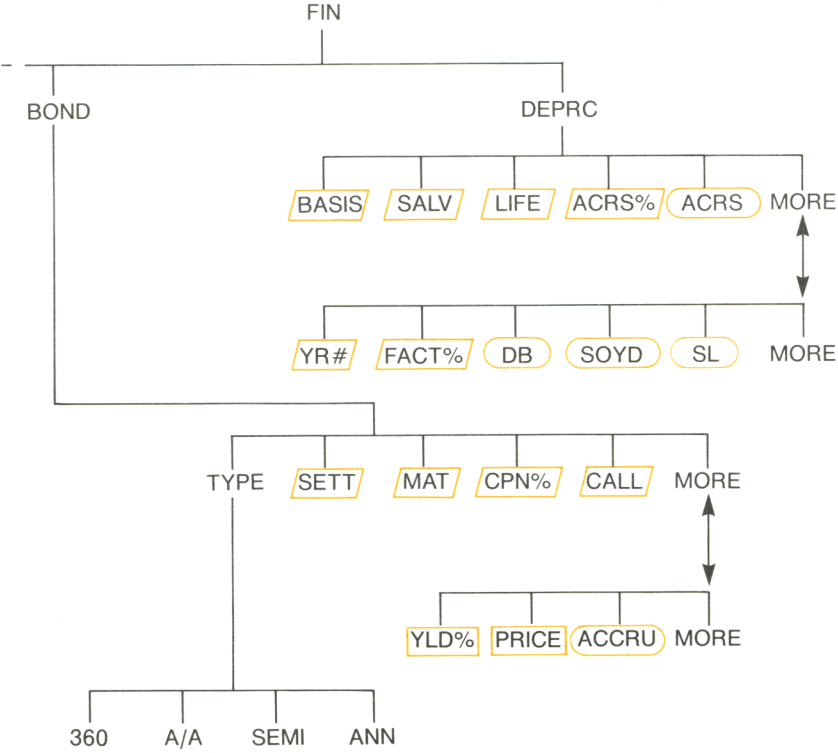 FIN
BOND DEPRC
BASIS SALV LIFE ACRS% ACRS MORE
YR# FACT% DB SOYD SL MORE
TYPE SETT MAT CPN% CALL MORE
YLD% PRICE ACCRU MORE
360 A/A SEMI ANN